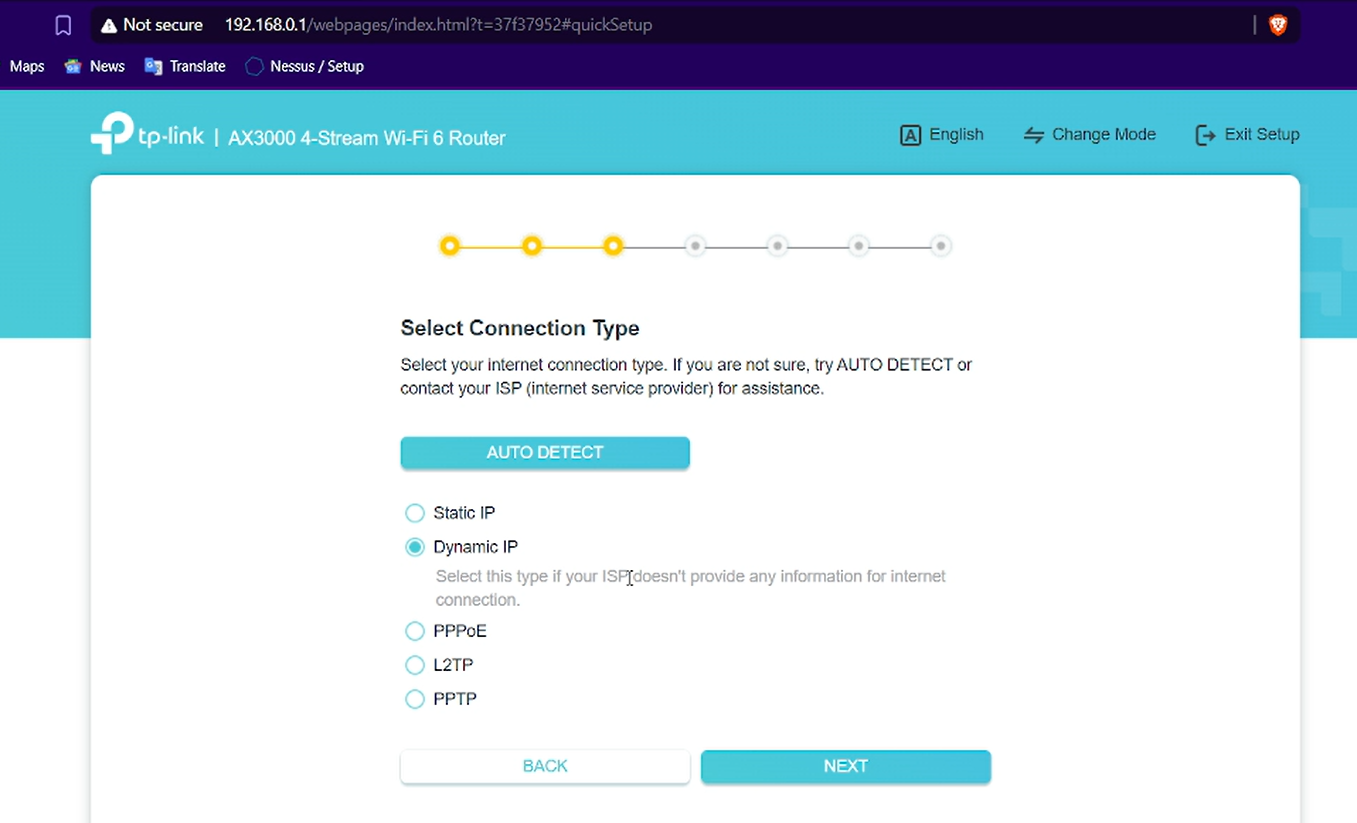 Not secure 192.168.0.1/webpages/index.html?t=37f37952#quickSetup
Maps News Translate Nessus / Setup
tp-link | AX3000 4-Stream Wi-Fi 6 Router A English Change Mode Exit Setup
Select Connection Type
Select your internet connection type. If you are not sure, try AUTO DETECT or
contact your ISP (internet service provider) for assistance.
AUTO DETECT
Static IP
Dynamic IP
Select this type if your ISP doesn't provide any information for internet
connection.
PPPoE
L2TP
PPTP
BACK NEXT